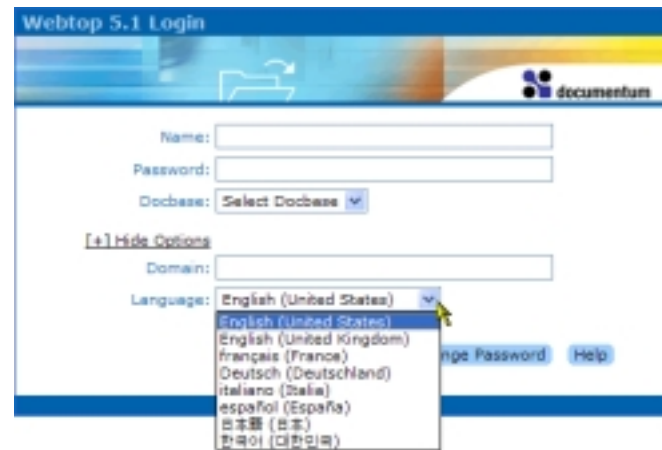 Webtop 5.1 Login
documentum
Name:
Password:
Docbase: Select Docbase
[+] Hide Options
Domain:
Language: English (United States)
English (United States)
English (United Kingdom)
français (France)
nge Password Help
Deutsch (Deutschland)
italiano (Italia)
español (España)
日本語 (日本)
한국어 (대한민국)